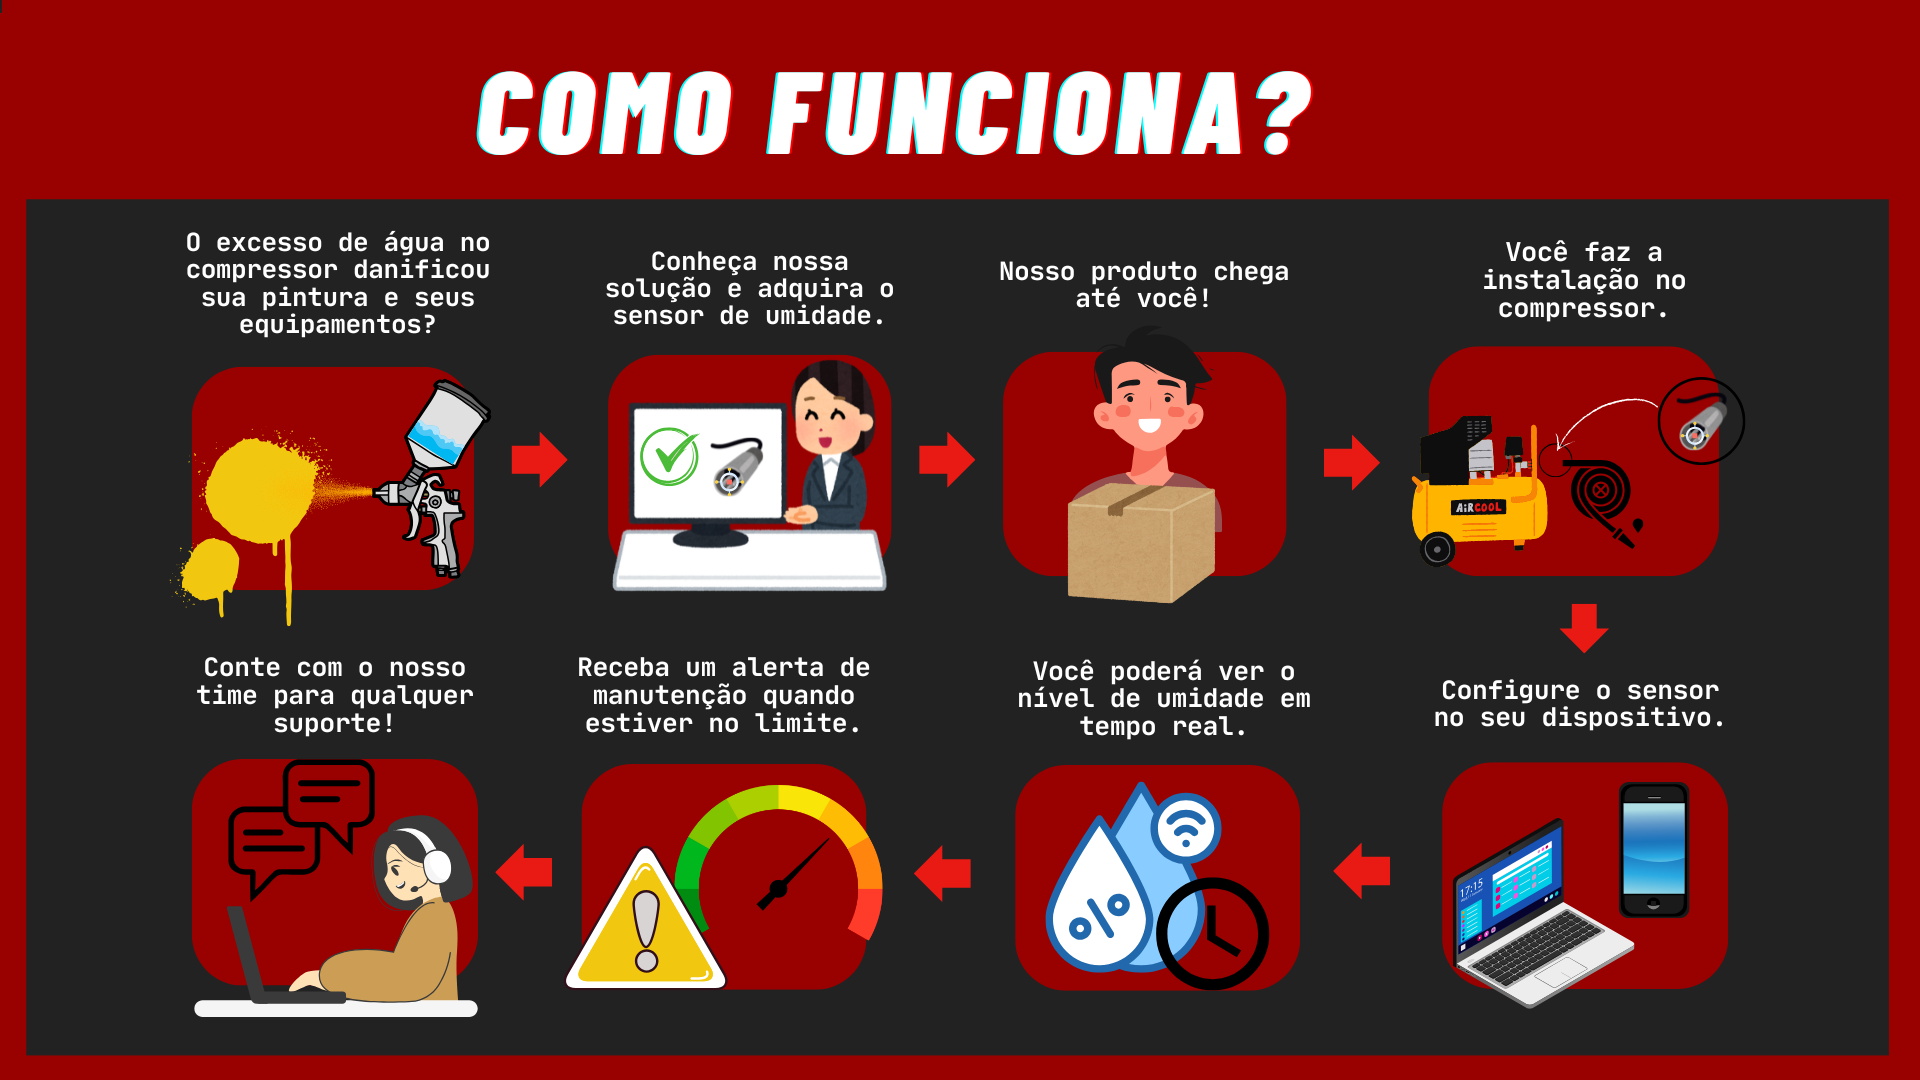 COMO FUNCIONA?
O excesso de água no
compressor danificou
sua pintura e seus
equipamentos?
Conheça nossa
solução e adquira o
sensor de umidade.
Nosso produto chega
até você!
Você faz a
instalação no
compressor.
AIRCOOL
Configure o sensor
no seu dispositivo.
17:15
Você poderá ver o
nível de umidade em
tempo real.
%
Receba um alerta de
manutenção quando
estiver no limite.
!
Conte com o nosso
time para qualquer
suporte!